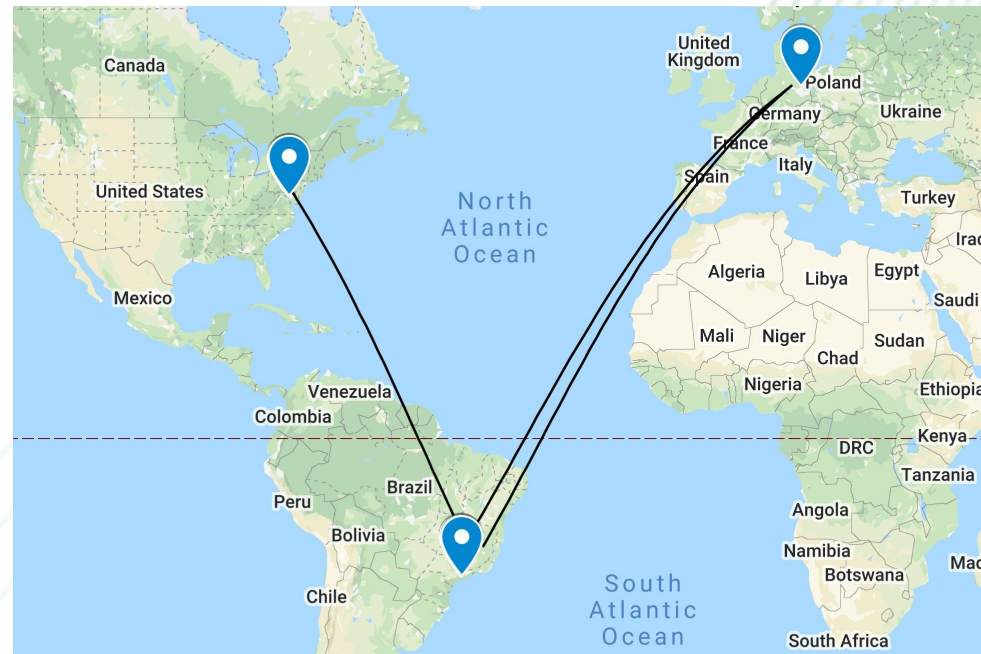 Canada
United
Kingdom
Poland
Germany
Ukraine
France
Italy
United States
Spain
Turkey
North
Atlantic
Ocean
Iraq
Algeria
Libya
Egypt
Mexico
Saudi
Mali
Niger
Sudan
Chad
Venezuela
Nigeria
Ethiopia
Colombia
Kenya
DRC
Brazil
Tanzania
Peru
Angola
Bolivia
Namibia
Mad
Botswana
South
Atlantic
Ocean
Chile
South Africa